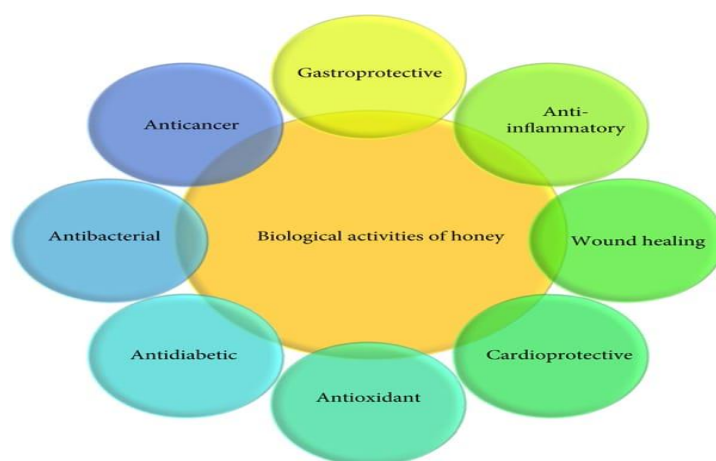 Gastroprotective
Anti-
inflammatory
Wound healing
Cardioprotective
Antioxidant
Antidiabetic
Antibacterial
Anticancer
Biological activities of honey